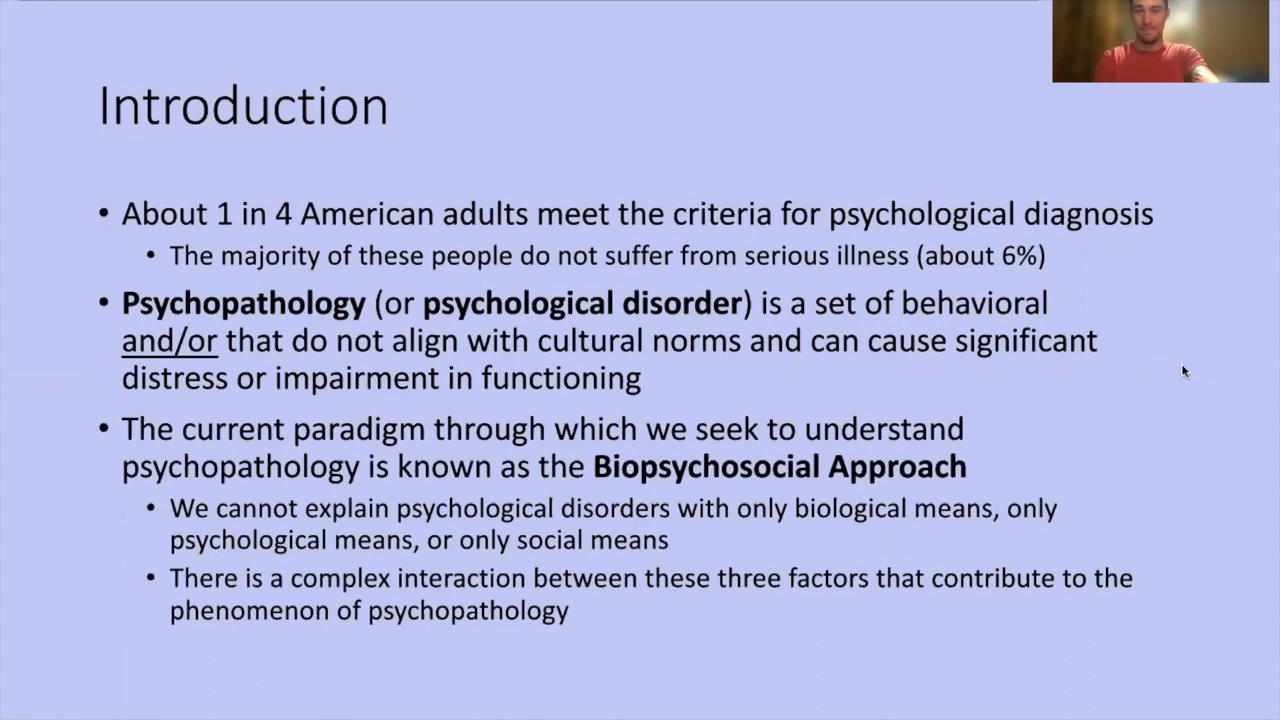 Introduction
• About 1 in 4 American adults meet the criteria for psychological diagnosis
• The majority of these people do not suffer from serious illness (about 6%)
• Psychopathology (or psychological disorder) is a set of behavioral
and/or that do not align with cultural norms and can cause significant
distress or impairment in functioning
• The current paradigm through which we seek to understand
psychopathology is known as the Biopsychosocial Approach
• We cannot explain psychological disorders with only biological means, only
psychological means, or only social means
• There is a complex interaction between these three factors that contribute to the
phenomenon of psychopathology